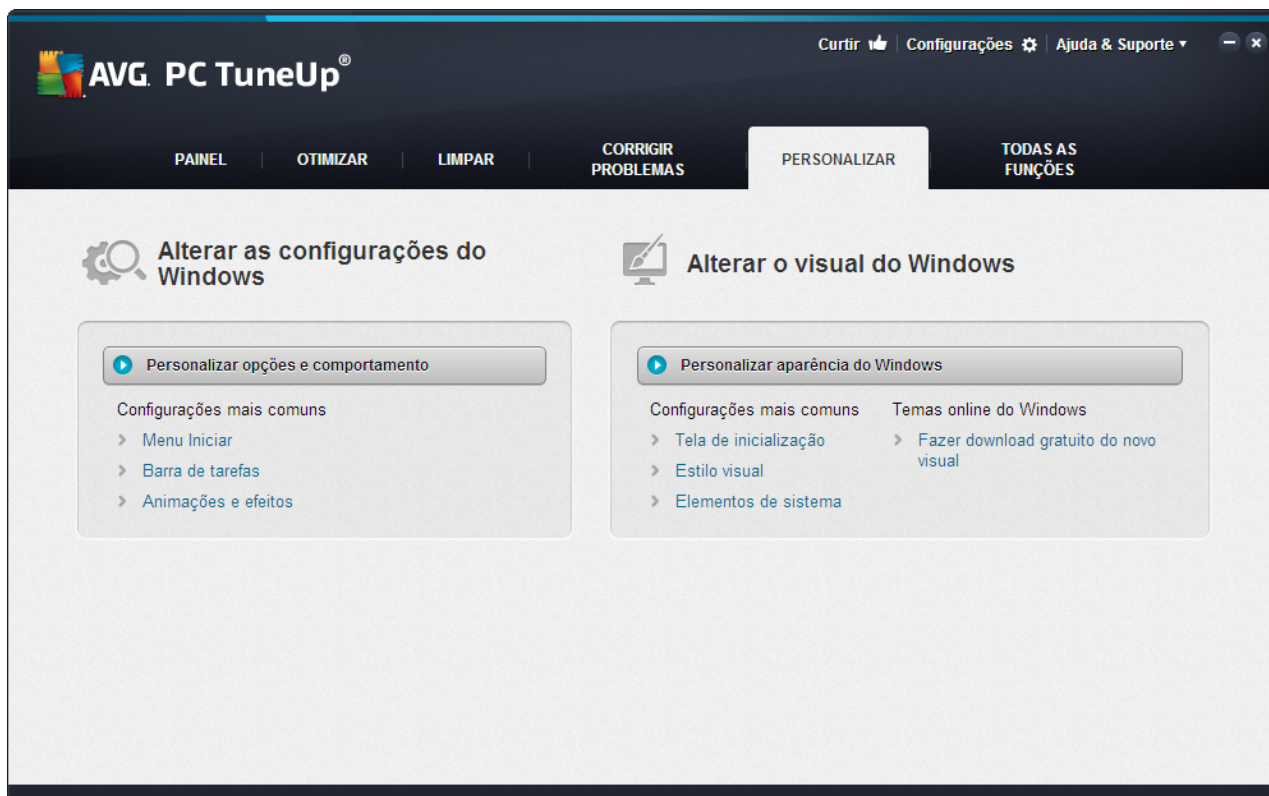 Curtir
Configurações
Ajuda & Suporte
AVG. PC TuneUp®
PAINEL
OTIMIZAR
LIMPAR
CORRIGIR
PROBLEMAS
PERSONALIZAR
TODAS AS
FUNÇÕES
Alterar as configurações do
Windows
Personalizar opções e comportamento
Configurações mais comuns
Menu Iniciar
Barra de tarefas
Animações e efeitos
Alterar o visual do Windows
Personalizar aparência do Windows
Configurações mais comuns
Tela de inicialização
Estilo visual
Elementos de sistema
Temas online do Windows
Fazer download gratuito do novo
visual